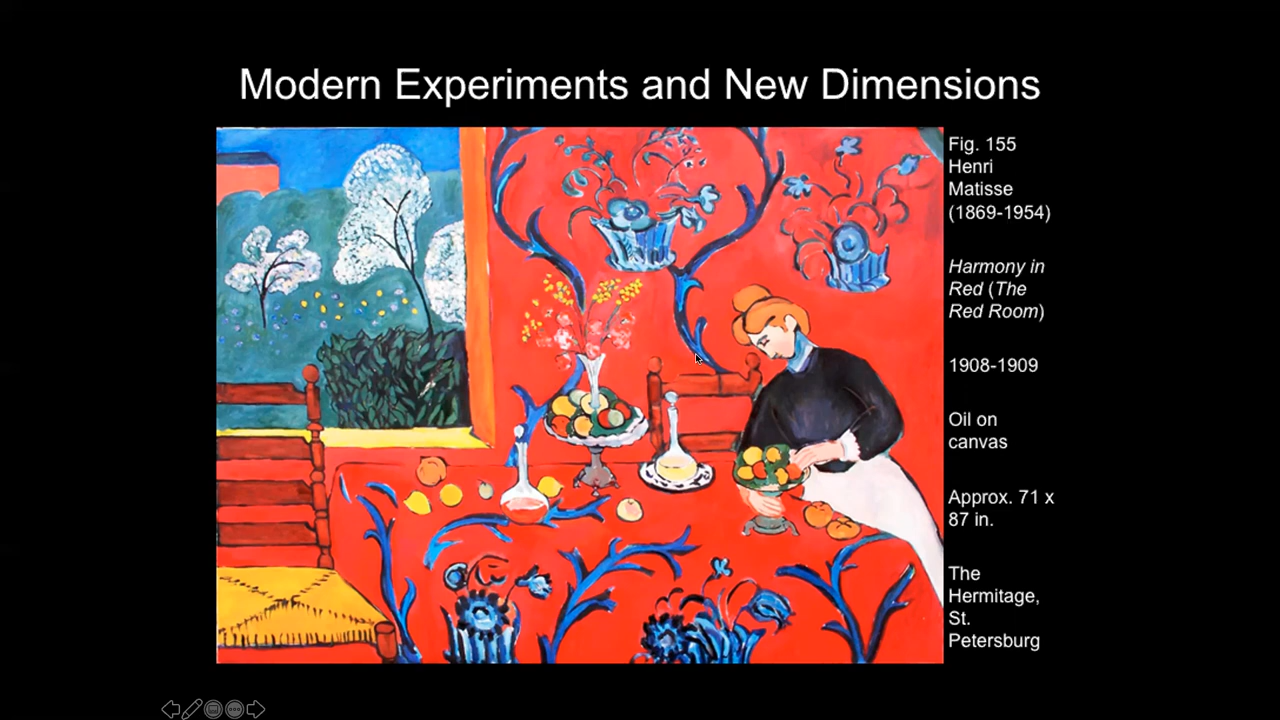 Modern Experiments and New Dimensions
Fig. 155
Henri
Matisse
(1869-1954)
Harmony in
Red (The
Red Room)
1908-1909
Oil on
canvas
Approx. 71 x
87 in.
The
Hermitage,
St.
Petersburg